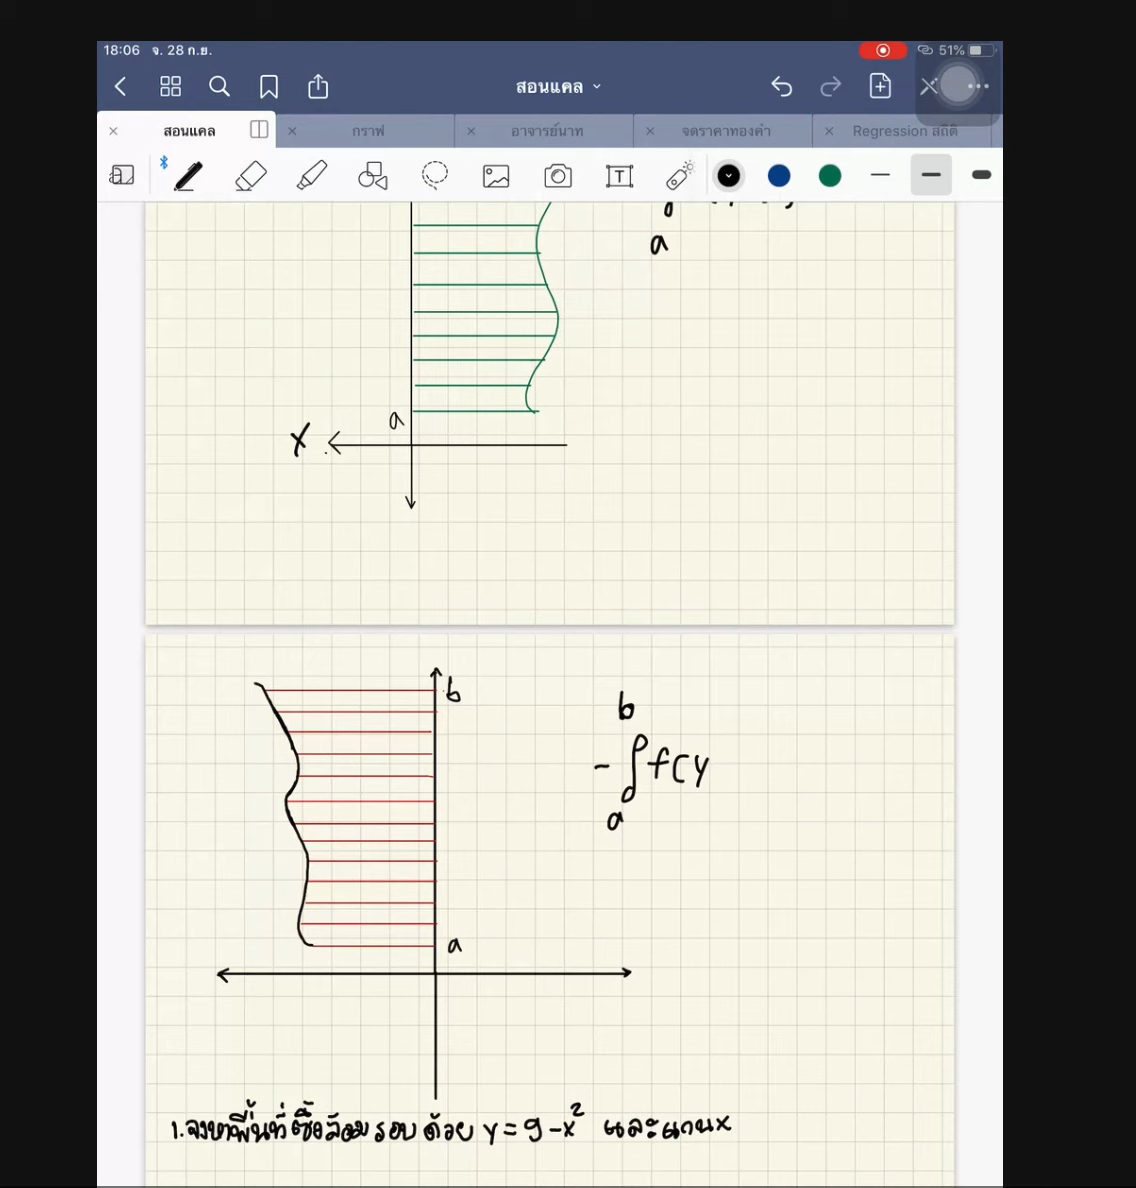 18:06 จ. 28 ก.ย. 51%
สอนแคล
สอนแคล กราฟ อาจารย์นาท จดราคาทองคำ Regression สถิติ
T
a
a
X
b
b
- ∫ f(y
a
a
1. จงหาพื้นที่ซึ่งล้อมรอบด้วย y = 9 - x² และแกน x